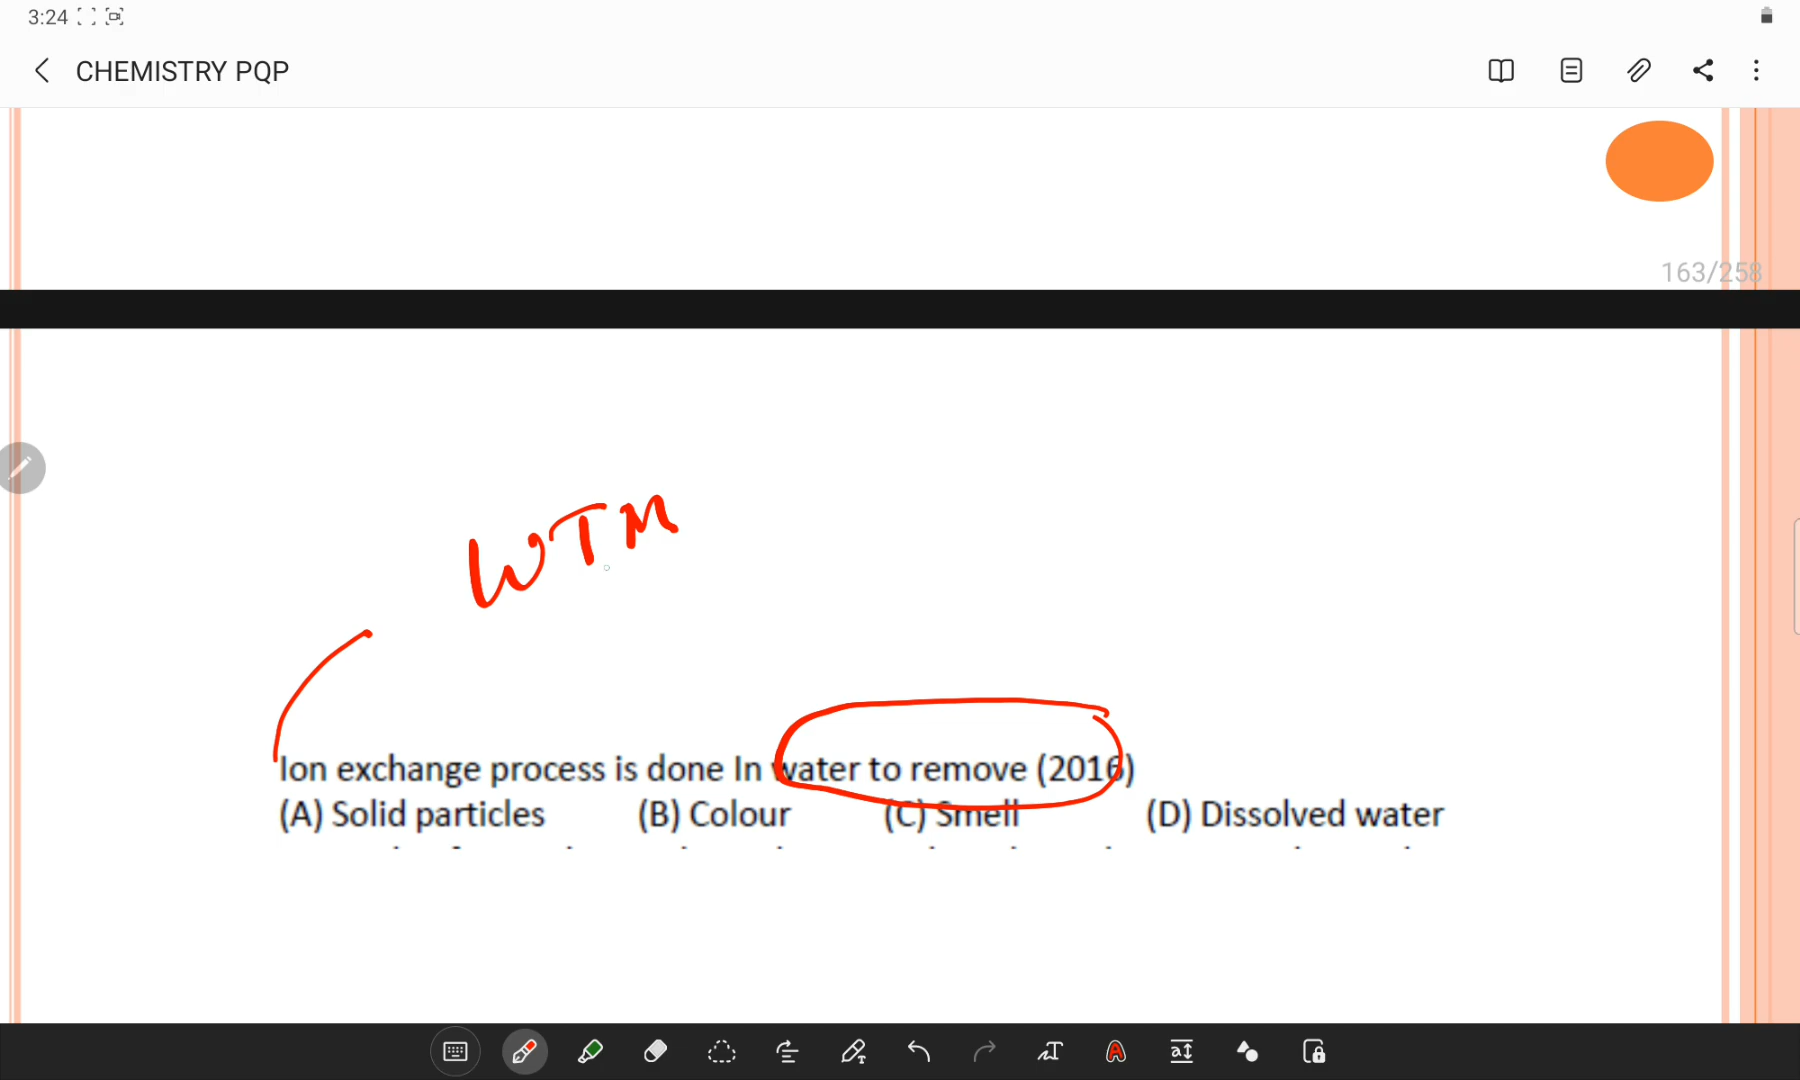 3:24
CHEMISTRY PQP
163/258
WTM
Ion exchange process is done In water to remove (2016)
(A) Solid particles (B) Colour (C) Smell (D) Dissolved water